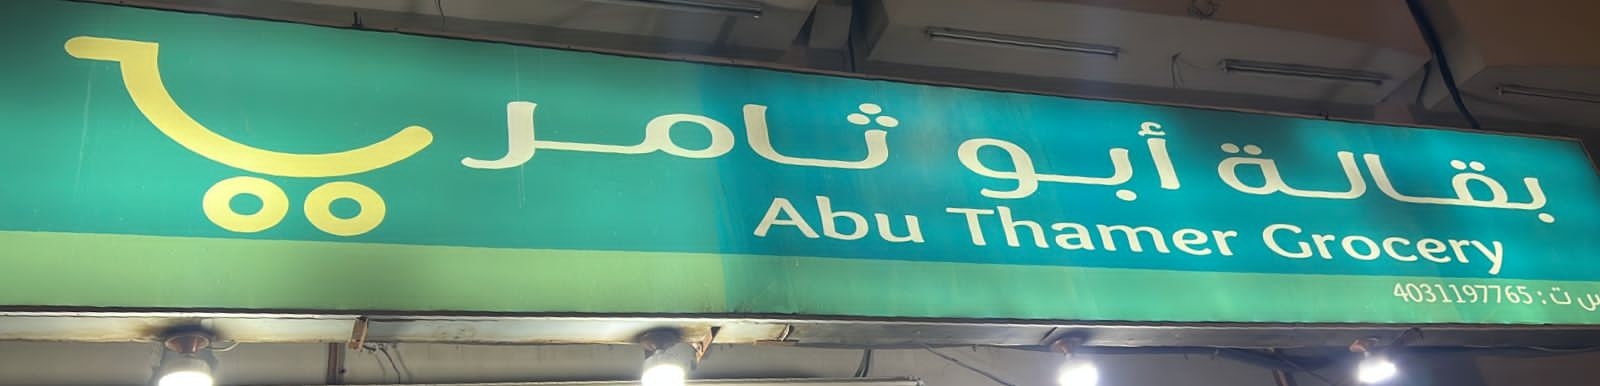 بقالة أبو ثامر
Abu Thamer Grocery
س ت : 4031197765